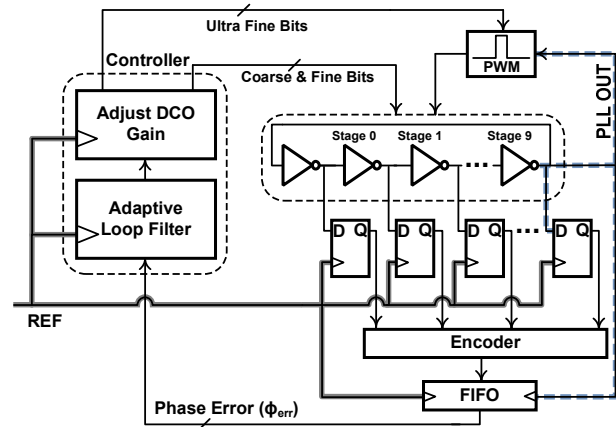 Ultra Fine Bits
Controller
Coarse & Fine Bits
PWM
PLL OUT
Adjust DCO
Gain
Stage 0
Stage 1
Stage 9
Adaptive
Loop Filter
D Q
D Q
D Q
D Q
REF
Encoder
FIFO
Phase Error (ϕerr)